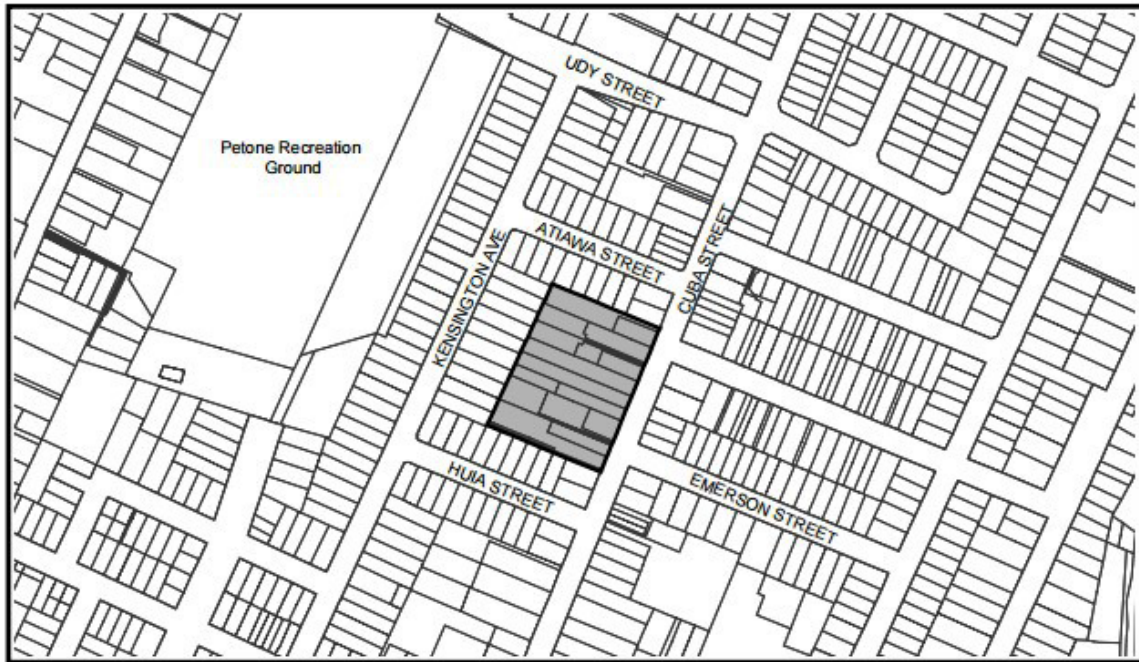 UDY STREET
Petone Recreation
Ground
ATIAWA STREET
CUBA STREET
KENSINGTON AVE
HUIA STREET
EMERSON STREET